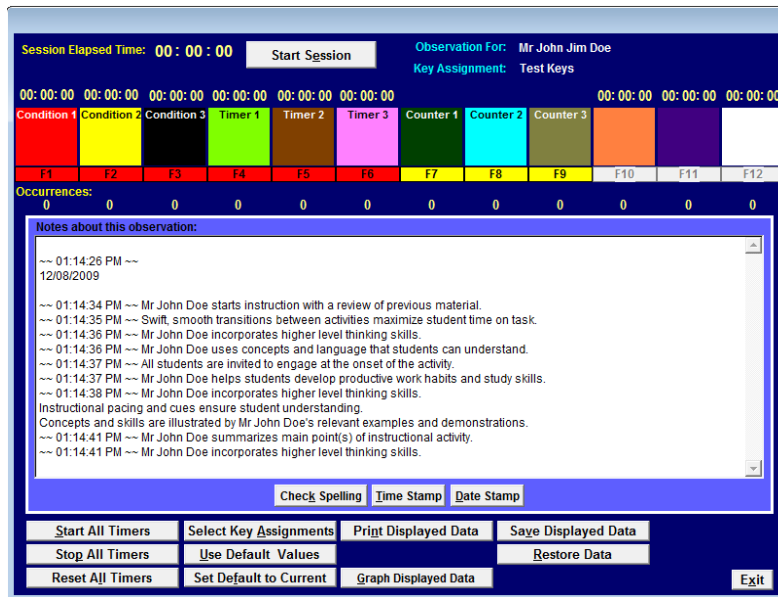 Session Elapsed Time: 00: 00 : 00 Start Session Observation For: Mr John Jim Doe
Key Assignment: Test Keys
00: 00: 00 00: 00: 00 00: 00: 00 00: 00: 00 00: 00: 00 00: 00: 00 00: 00: 00 00: 00: 00 00: 00: 00
Condition 1 Condition 2 Condition 3 Timer 1 Timer 2 Timer 3 Counter 1 Counter 2 Counter 3
F1 F2 F3 F4 F5 F6 F7 F8 F9 F10 F11 F12
Occurrences:
0 0 0 0 0 0 0 0 0 0 0 0
Notes about this observation:
~~ 01:14:26 PM ~~
12/08/2009
~~ 01:14:34 PM ~~ Mr John Doe starts instruction with a review of previous material.
~~ 01:14:35 PM ~~ Swift, smooth transitions between activities maximize student time on task.
~~ 01:14:36 PM ~~ Mr John Doe incorporates higher level thinking skills.
~~ 01:14:36 PM ~~ Mr John Doe uses concepts and language that students can understand.
~~ 01:14:37 PM ~~ All students are invited to engage at the onset of the activity.
~~ 01:14:37 PM ~~ Mr John Doe helps students develop productive work habits and study skills.
~~ 01:14:38 PM ~~ Mr John Doe incorporates higher level thinking skills.
Instructional pacing and cues ensure student understanding.
Concepts and skills are illustrated by Mr John Doe's relevant examples and demonstrations.
~~ 01:14:41 PM ~~ Mr John Doe summarizes main point(s) of instructional activity.
~~ 01:14:41 PM ~~ Mr John Doe incorporates higher level thinking skills.
Check Spelling Time Stamp Date Stamp
Start All Timers Select Key Assignments Print Displayed Data Save Displayed Data
Stop All Timers Use Default Values Restore Data
Reset All Timers Set Default to Current Graph Displayed Data Exit